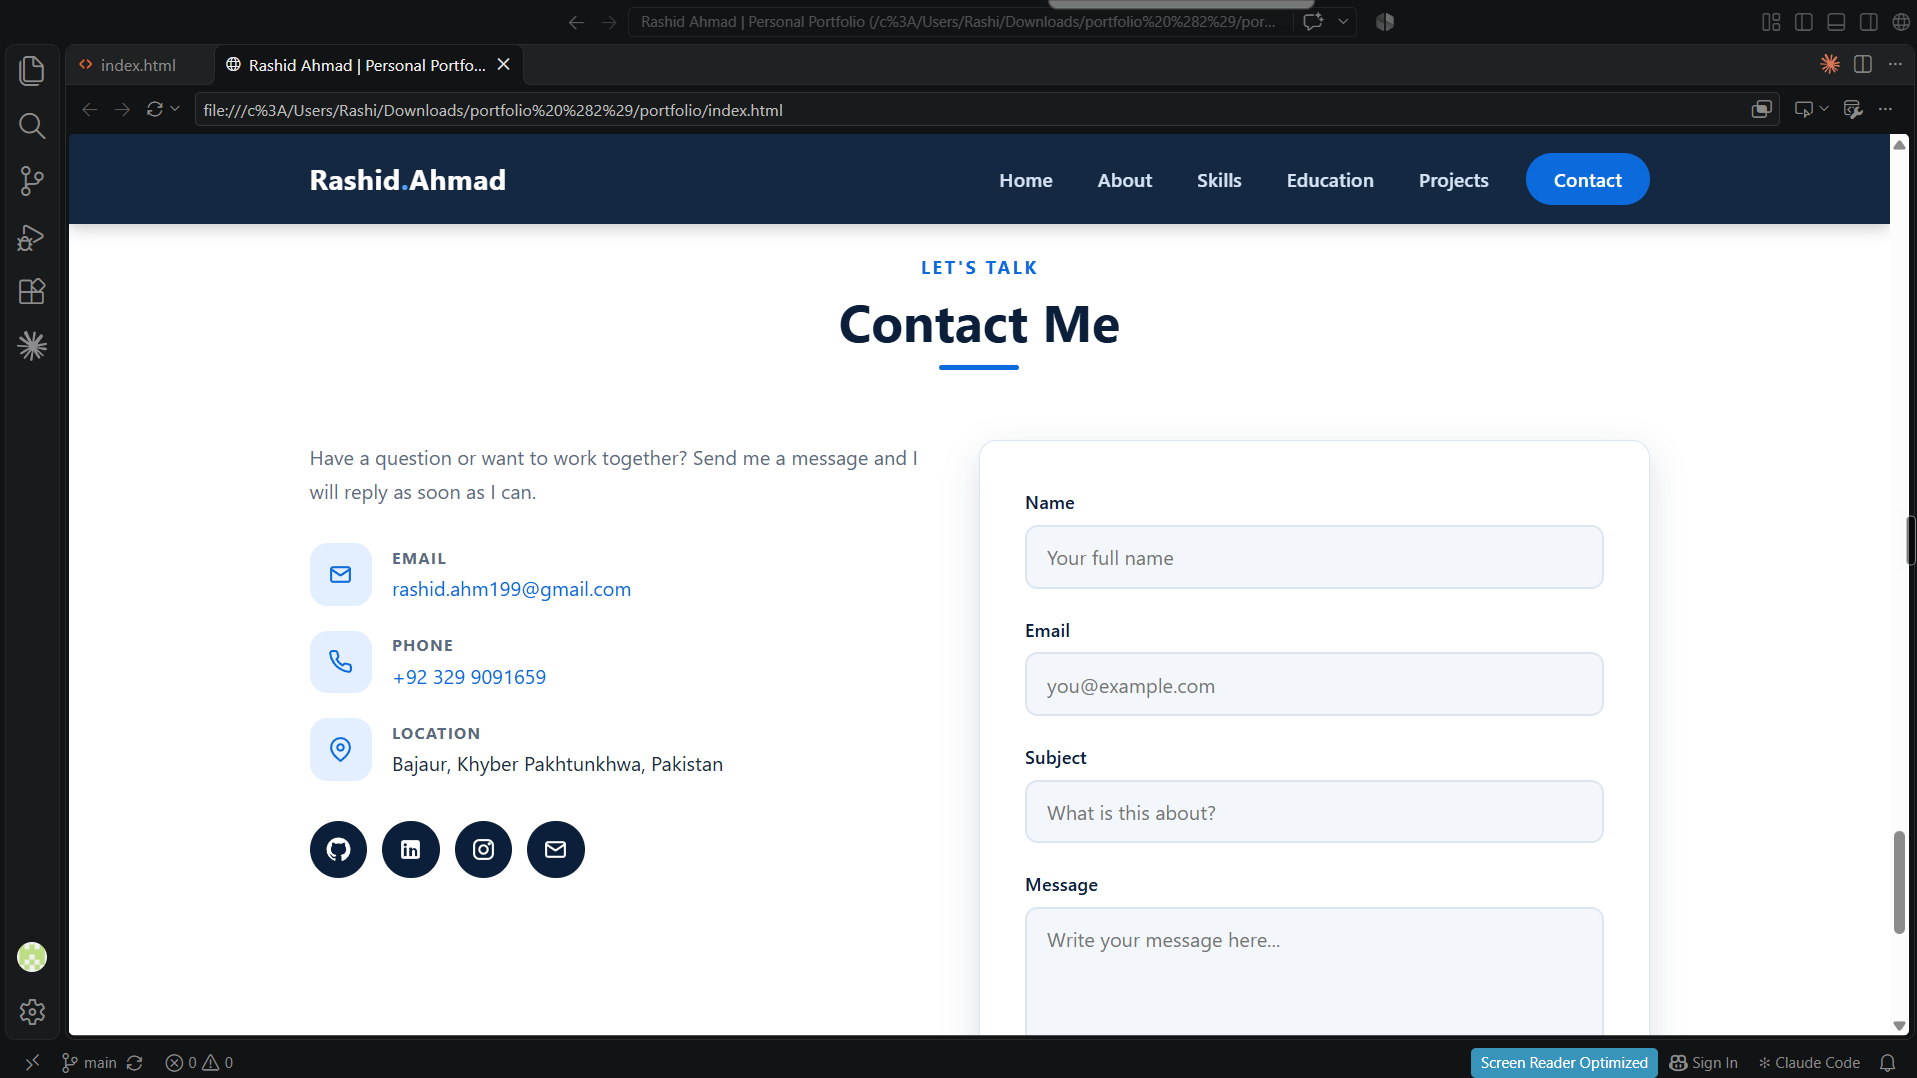 Rashid Ahmad | Personal Portfolio (/c%3A/Users/Rashi/Downloads/portfolio%20%282%29/por...
index.html
Rashid Ahmad | Personal Portfo...
file:///c%3A/Users/Rashi/Downloads/portfolio%20%282%29/portfolio/index.html
Rashid.Ahmad
Home
About
Skills
Education
Projects
Contact
LET'S TALK
Contact Me
Have a question or want to work together? Send me a message and I
will reply as soon as I can.
EMAIL
rashid.ahm199@gmail.com
PHONE
+92 329 9091659
LOCATION
Bajaur, Khyber Pakhtunkhwa, Pakistan
in
Name
Your full name
Email
you@example.com
Subject
What is this about?
Message
Write your message here...
main
0
0
Screen Reader Optimized
Sign In
Claude Code